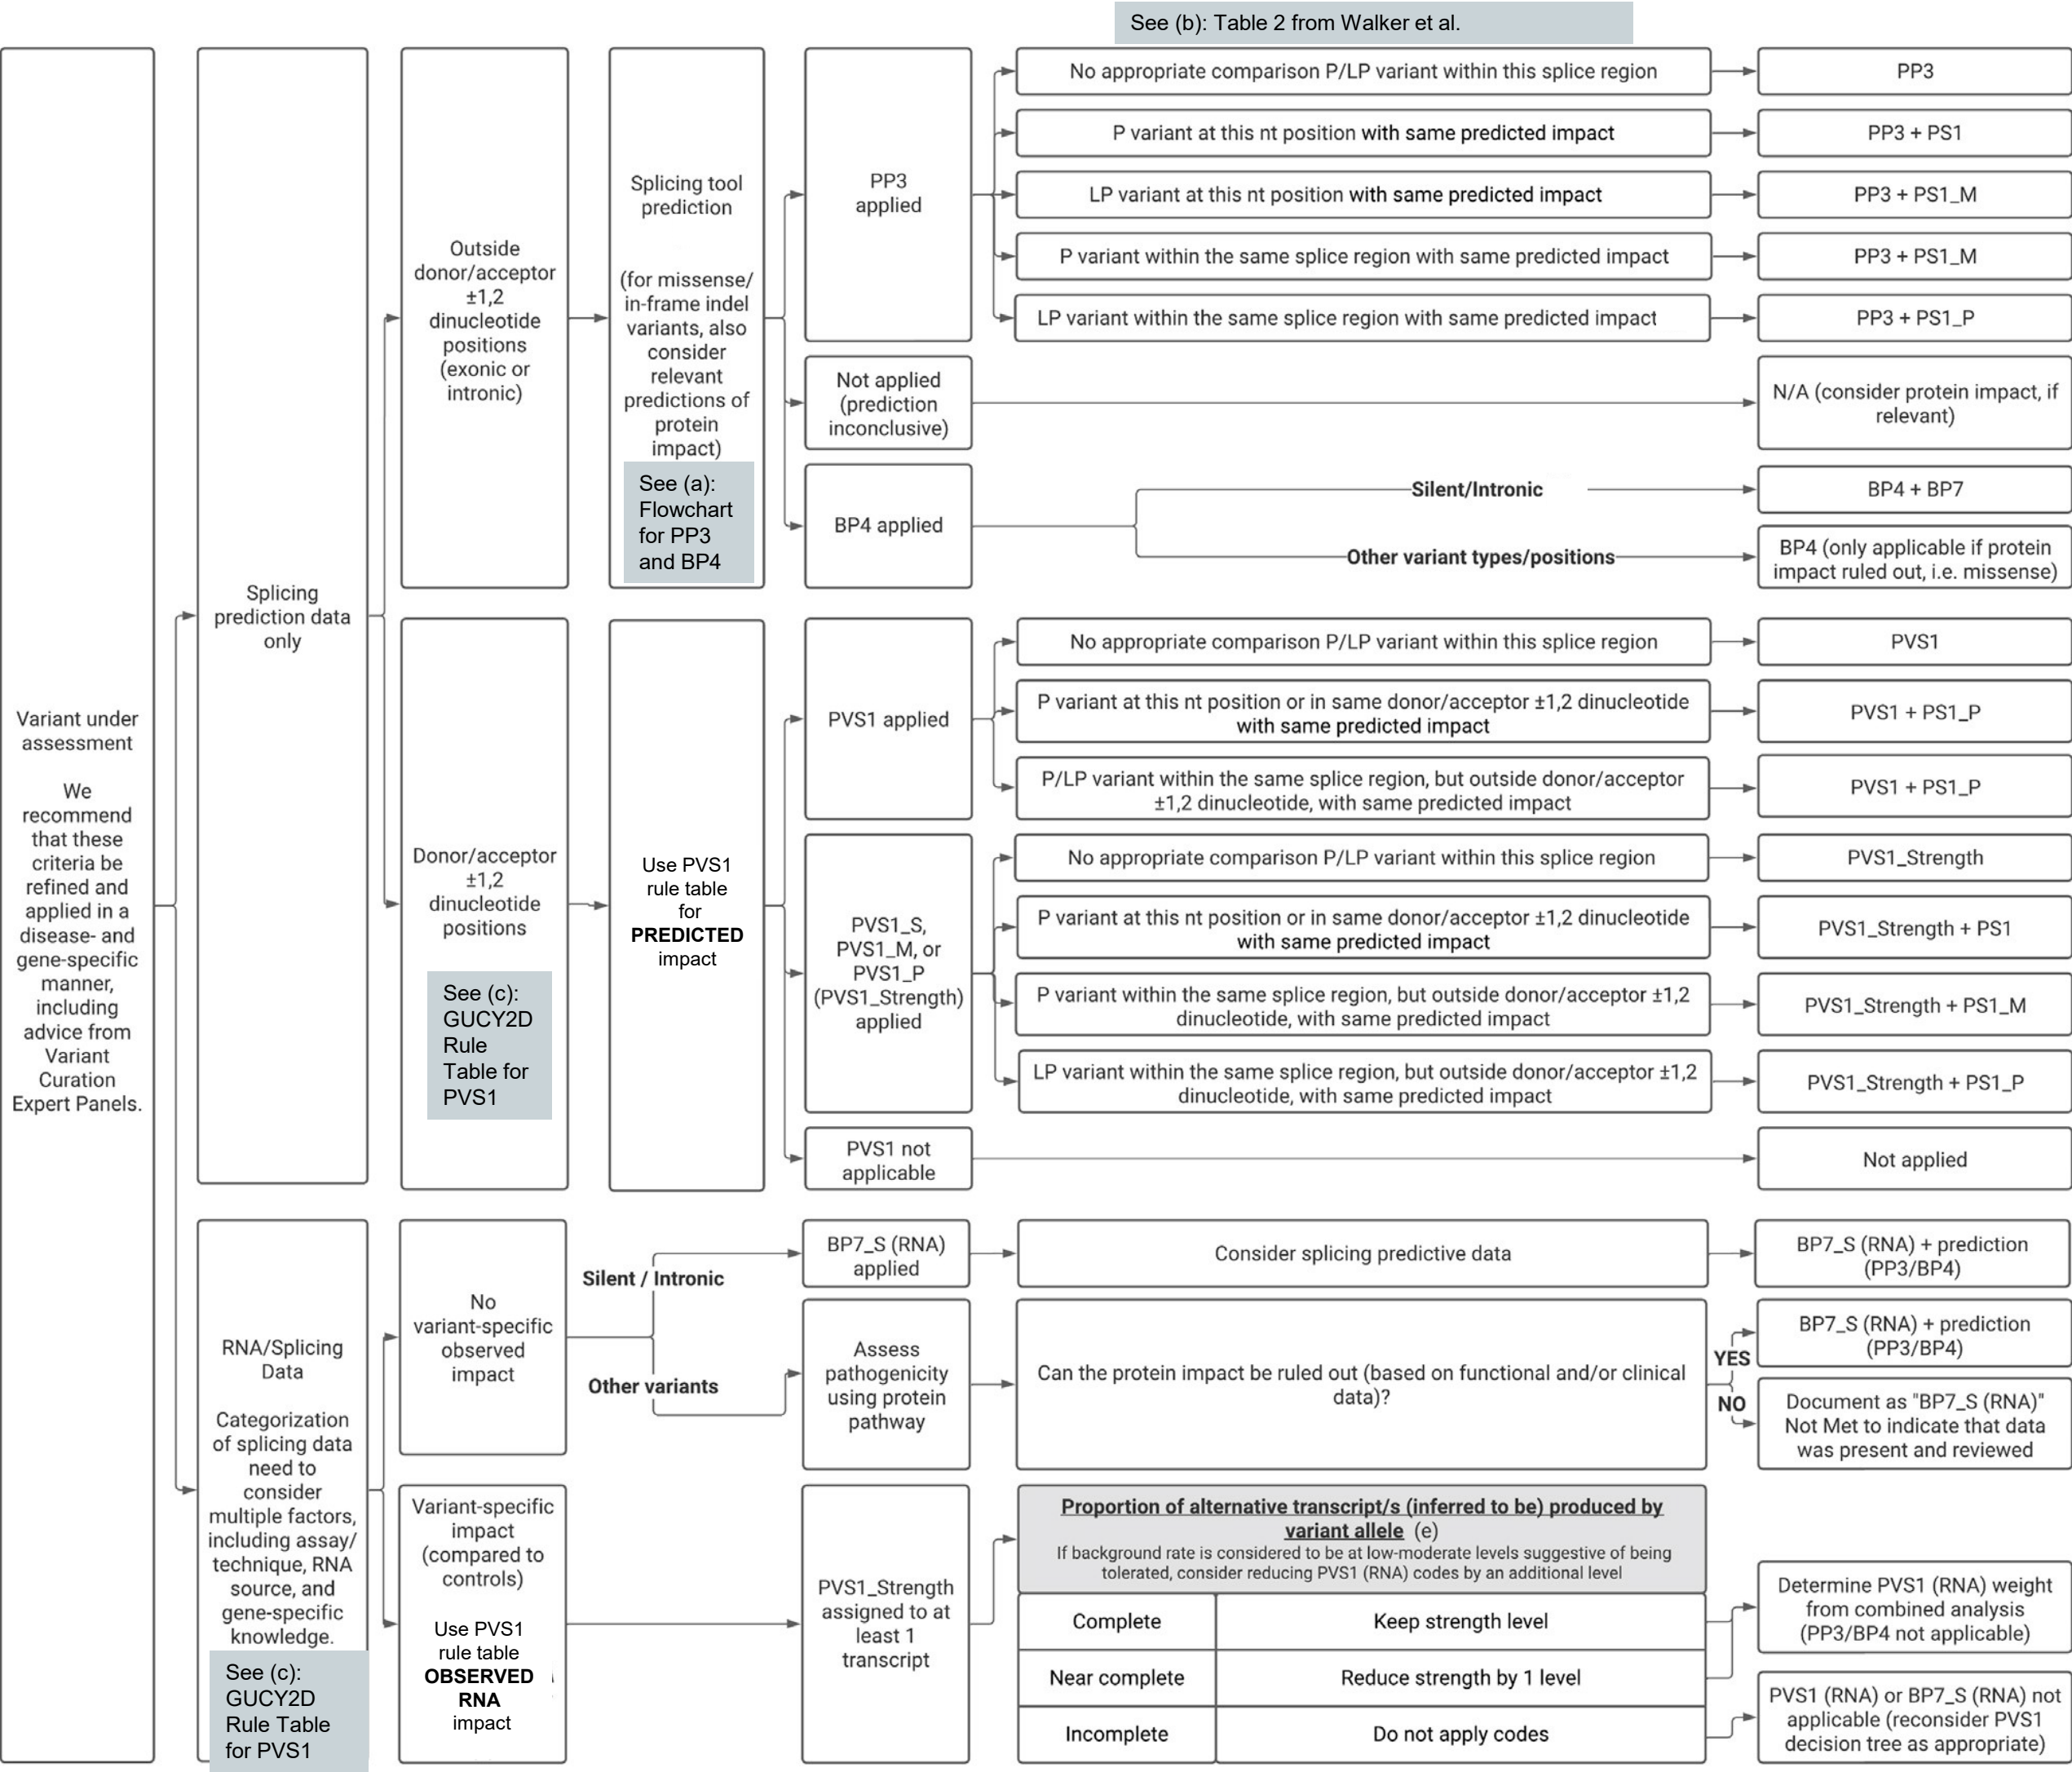 See (b): Table 2 from Walker et al.
Variant under
assessment
We
recommend
that these
criteria be
refined and
applied in a
disease- and
gene-specific
manner,
including
advice from
Variant
Curation
Expert Panels.
Splicing
prediction data
only
Outside
donor/acceptor
±1,2
dinucleotide
positions
(exonic or
intronic)
Splicing tool
prediction
(for missense/
in-frame indel
variants, also
consider
relevant
predictions of
protein
impact)
See (a):
Flowchart
for PP3
and BP4
PP3
applied
No appropriate comparison P/LP variant within this splice region
PP3
P variant at this nt position with same predicted impact
PP3 + PS1
LP variant at this nt position with same predicted impact
PP3 + PS1_M
P variant within the same splice region with same predicted impact
PP3 + PS1_M
LP variant within the same splice region with same predicted impact
PP3 + PS1_P
Not applied
(prediction
inconclusive)
N/A (consider protein impact, if
relevant)
BP4 applied
Silent/Intronic
BP4 + BP7
Other variant types/positions
BP4 (only applicable if protein
impact ruled out, i.e. missense)
Donor/acceptor
±1,2
dinucleotide
positions
See (c):
GUCY2D
Rule
Table for
PVS1
Use PVS1
rule table
for
PREDICTED
impact
PVS1 applied
No appropriate comparison P/LP variant within this splice region
PVS1
P variant at this nt position or in same donor/acceptor ±1,2 dinucleotide
with same predicted impact
PVS1 + PS1_P
P/LP variant within the same splice region, but outside donor/acceptor
±1,2 dinucleotide, with same predicted impact
PVS1 + PS1_P
PVS1_S,
PVS1_M, or
PVS1_P
(PVS1_Strength)
applied
No appropriate comparison P/LP variant within this splice region
PVS1_Strength
P variant at this nt position or in same donor/acceptor ±1,2 dinucleotide
with same predicted impact
PVS1_Strength + PS1
P variant within the same splice region, but outside donor/acceptor ±1,2
dinucleotide, with same predicted impact
PVS1_Strength + PS1_M
LP variant within the same splice region, but outside donor/acceptor ±1,2
dinucleotide, with same predicted impact
PVS1_Strength + PS1_P
PVS1 not
applicable
Not applied
RNA/Splicing
Data
Categorization
of splicing data
need to
consider
multiple factors,
including assay/
technique, RNA
source, and
gene-specific
knowledge.
See (c):
GUCY2D
Rule Table
for PVS1
No
variant-specific
observed
impact
Silent / Intronic
BP7_S (RNA)
applied
Consider splicing predictive data
BP7_S (RNA) + prediction
(PP3/BP4)
Other variants
Assess
pathogenicity
using protein
pathway
Can the protein impact be ruled out (based on functional and/or clinical
data)?
YES
BP7_S (RNA) + prediction
(PP3/BP4)
NO
Document as "BP7_S (RNA)"
Not Met to indicate that data
was present and reviewed
Variant-specific
impact
(compared to
controls)
Use PVS1
rule table
OBSERVED
RNA
impact
PVS1_Strength
assigned to at
least 1
transcript
Proportion of alternative transcript/s (inferred to be) produced by
variant allele (e)
If background rate is considered to be at low-moderate levels suggestive of being
tolerated, consider reducing PVS1 (RNA) codes by an additional level
Complete
Keep strength level
Near complete
Reduce strength by 1 level
Incomplete
Do not apply codes
Determine PVS1 (RNA) weight
from combined analysis
(PP3/BP4 not applicable)
PVS1 (RNA) or BP7_S (RNA) not
applicable (reconsider PVS1
decision tree as appropriate)